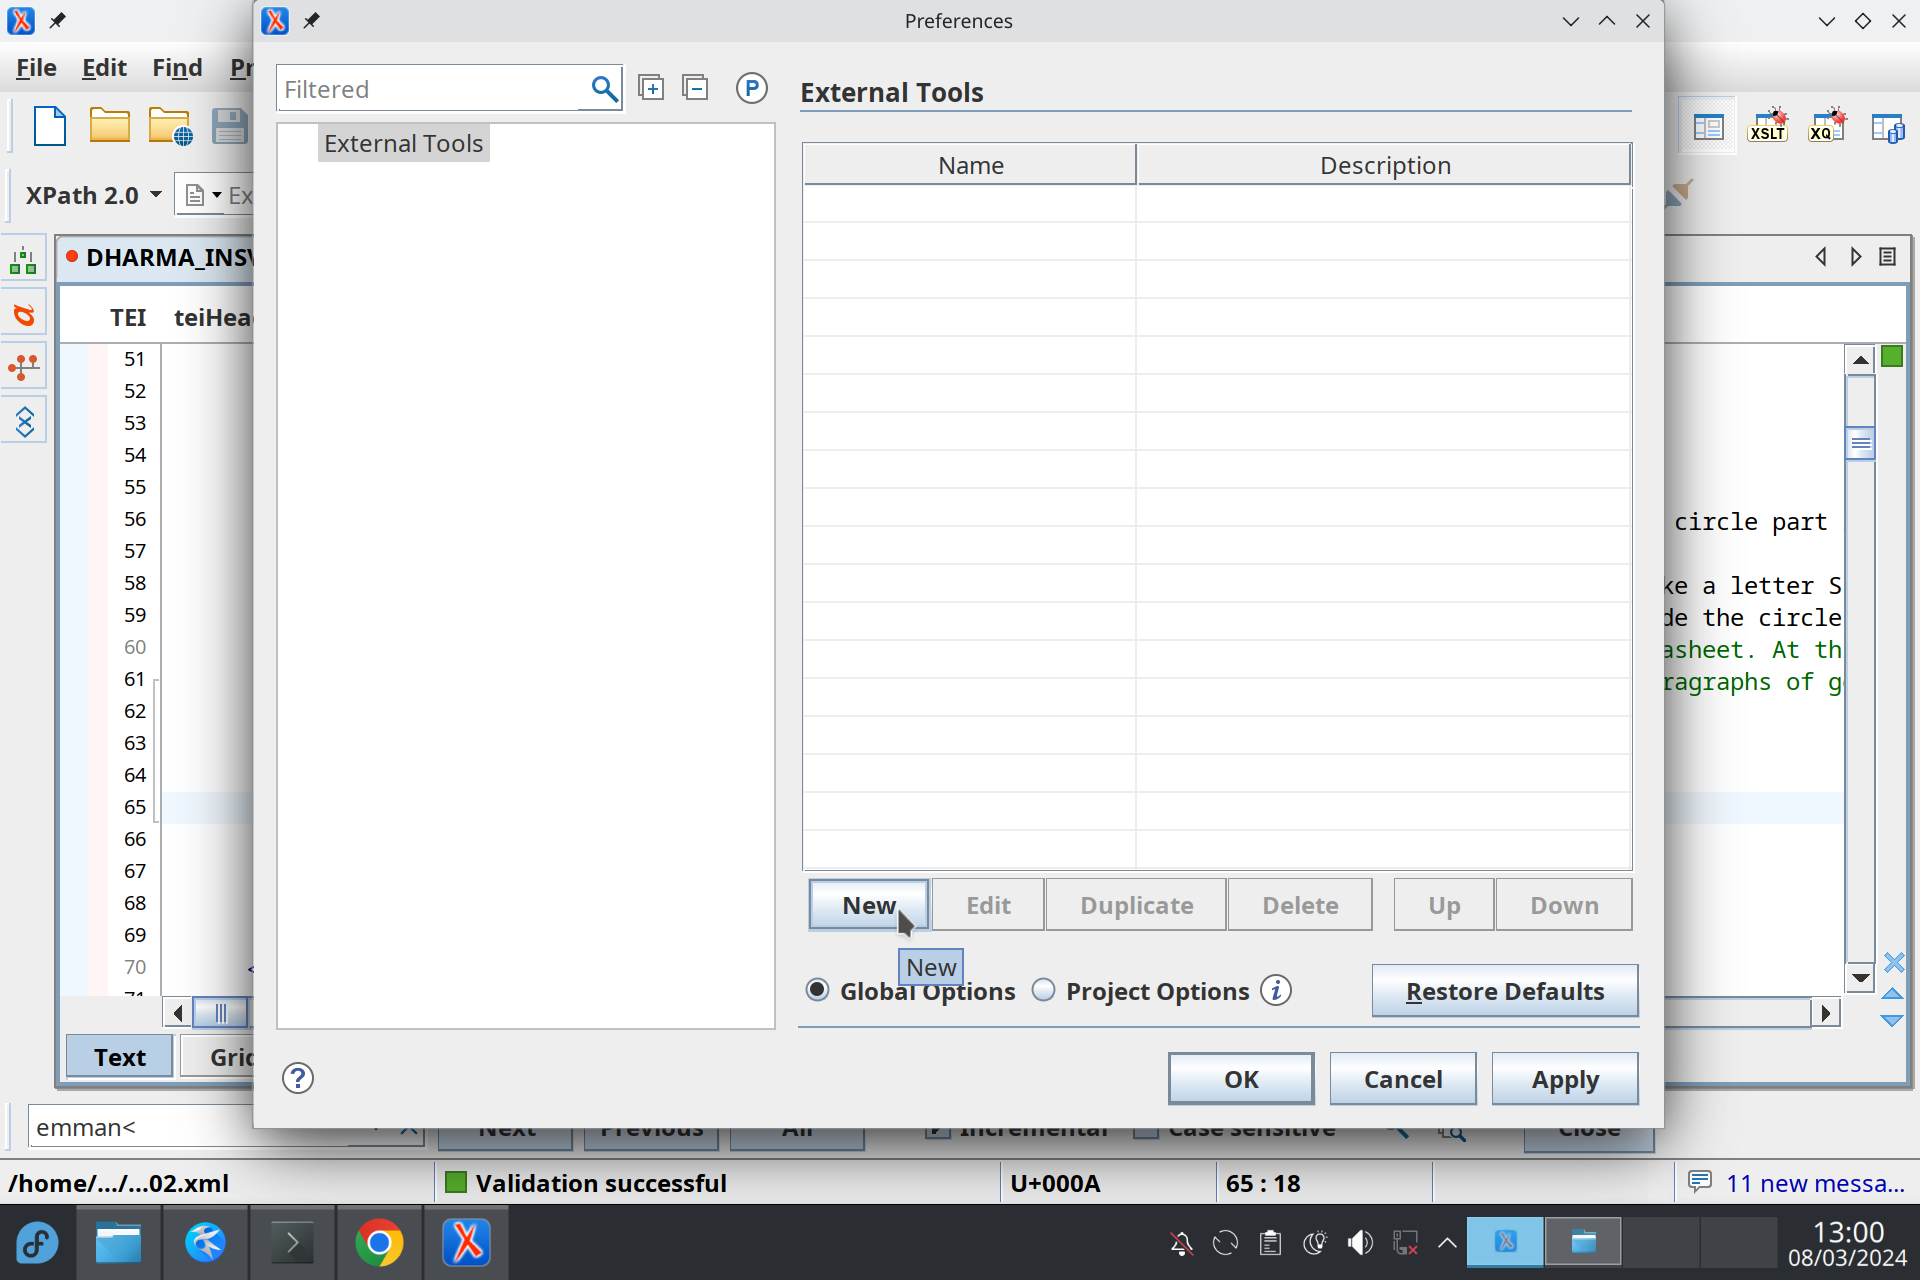 Preferences
File Edit Find Pr
Filtered
P
External Tools
External Tools
Name Description
XSLT XQ
XPath 2.0 Ex
DHARMA_INSV
TEI teiHead
51
52
53
54
55
56
57
58
59
60
61
62
63
64
65
66
67
68
69
70
71
circle part
ke a letter S
de the circle
asheet. At th
ragraphs of g
<
New Edit Duplicate Delete Up Down
New
Global Options Project Options Restore Defaults
Text Grid
? OK Cancel Apply
emman< Next Previous All Incremental Case sensitive Close
/home/.../...02.xml Validation successful U+000A 65 : 18 11 new messa...
13:00
08/03/2024